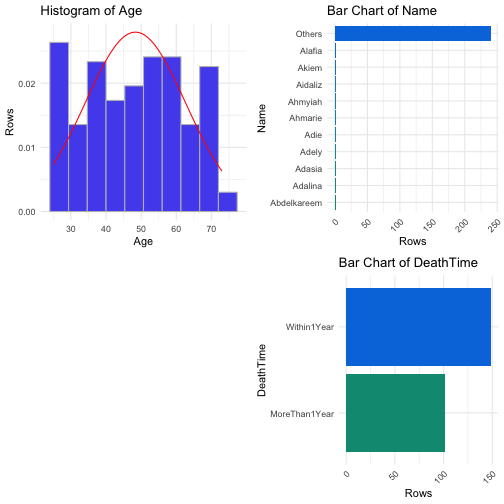 Histogram of Age
Rows
0.02
0.01
0.00
30 40 50 60 70
Age
Bar Chart of Name
Name
Others
Alafia
Akiem
Aidaliz
Ahmyiah
Ahmarie
Adie
Adely
Adasia
Adalina
Abdelkareem
0 50 100 150 200 250
Rows
Bar Chart of DeathTime
DeathTime
Within1Year
MoreThan1Year
0 50 100 150
Rows